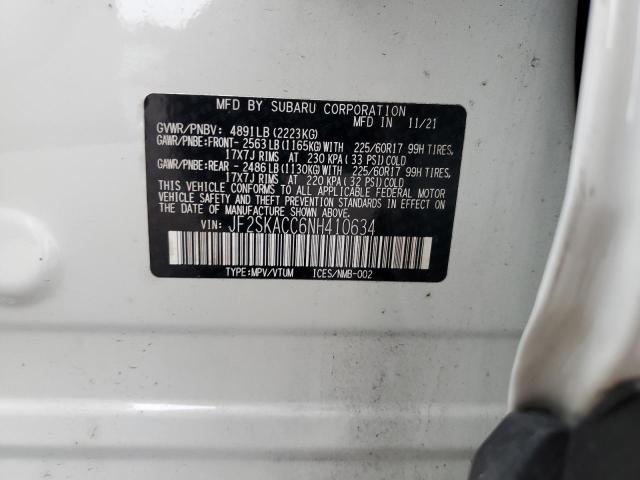 MFD BY SUBARU CORPORATION
MFD IN 11/21
GVWR/PNBV: 4891LB (2223KG)
GAWR/PNBE:FRONT- 2563LB (1165KG)WITH 225/60R17 99H TIRES,
17X7J RIMS AT 230 KPA (33 PSI)COLD
GAWR/PNBE:REAR - 2486LB (1130KG)WITH 225/60R17 99H TIRES,
17X7J RIMS AT 220 KPA (32 PSI)COLD
THIS VEHICLE CONFORMS TO ALL APPLICABLE FEDERAL MOTOR
VEHICLE SAFETY AND THEFT PREVENTION STANDARDS IN
EFFECT ON THE DATE OF MANUFACTURE SHOWN ABOVE.
VIN: JF2SKACC6NH410634
TYPE:MPV/VTUM ICES/NMB-002